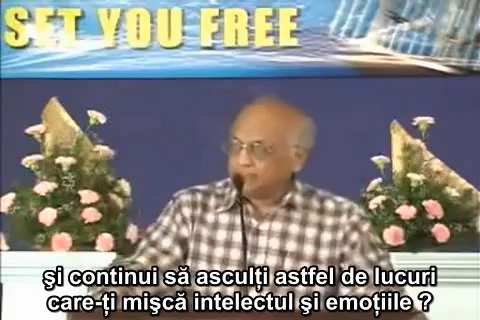 SET YOU FREE
şi continui să asculţi astfel de lucuri
care-ţi mişcă intelectul şi emoţiile ?